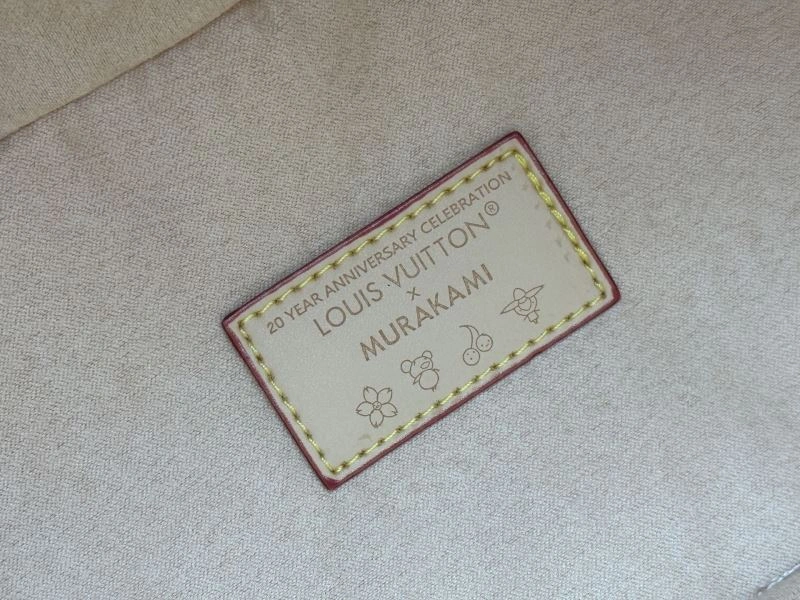 20 YEAR ANNIVERSARY CELEBRATION
LOUIS VUITTON®
×
MURAKAMI